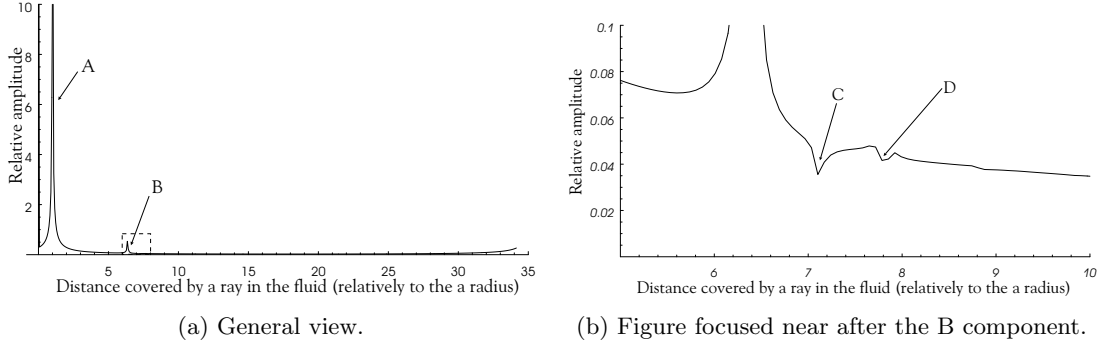 10
8
6
4
2
Relative amplitude
A
B
5 10 15 20 25 30 35
Distance covered by a ray in the fluid (relatively to the a radius)
(a) General view.
0.1
0.08
0.06
0.04
0.02
Relative amplitude
C
D
6 7 8 9 10
Distance covered by a ray in the fluid (relatively to the a radius)
(b) Figure focused near after the B component.